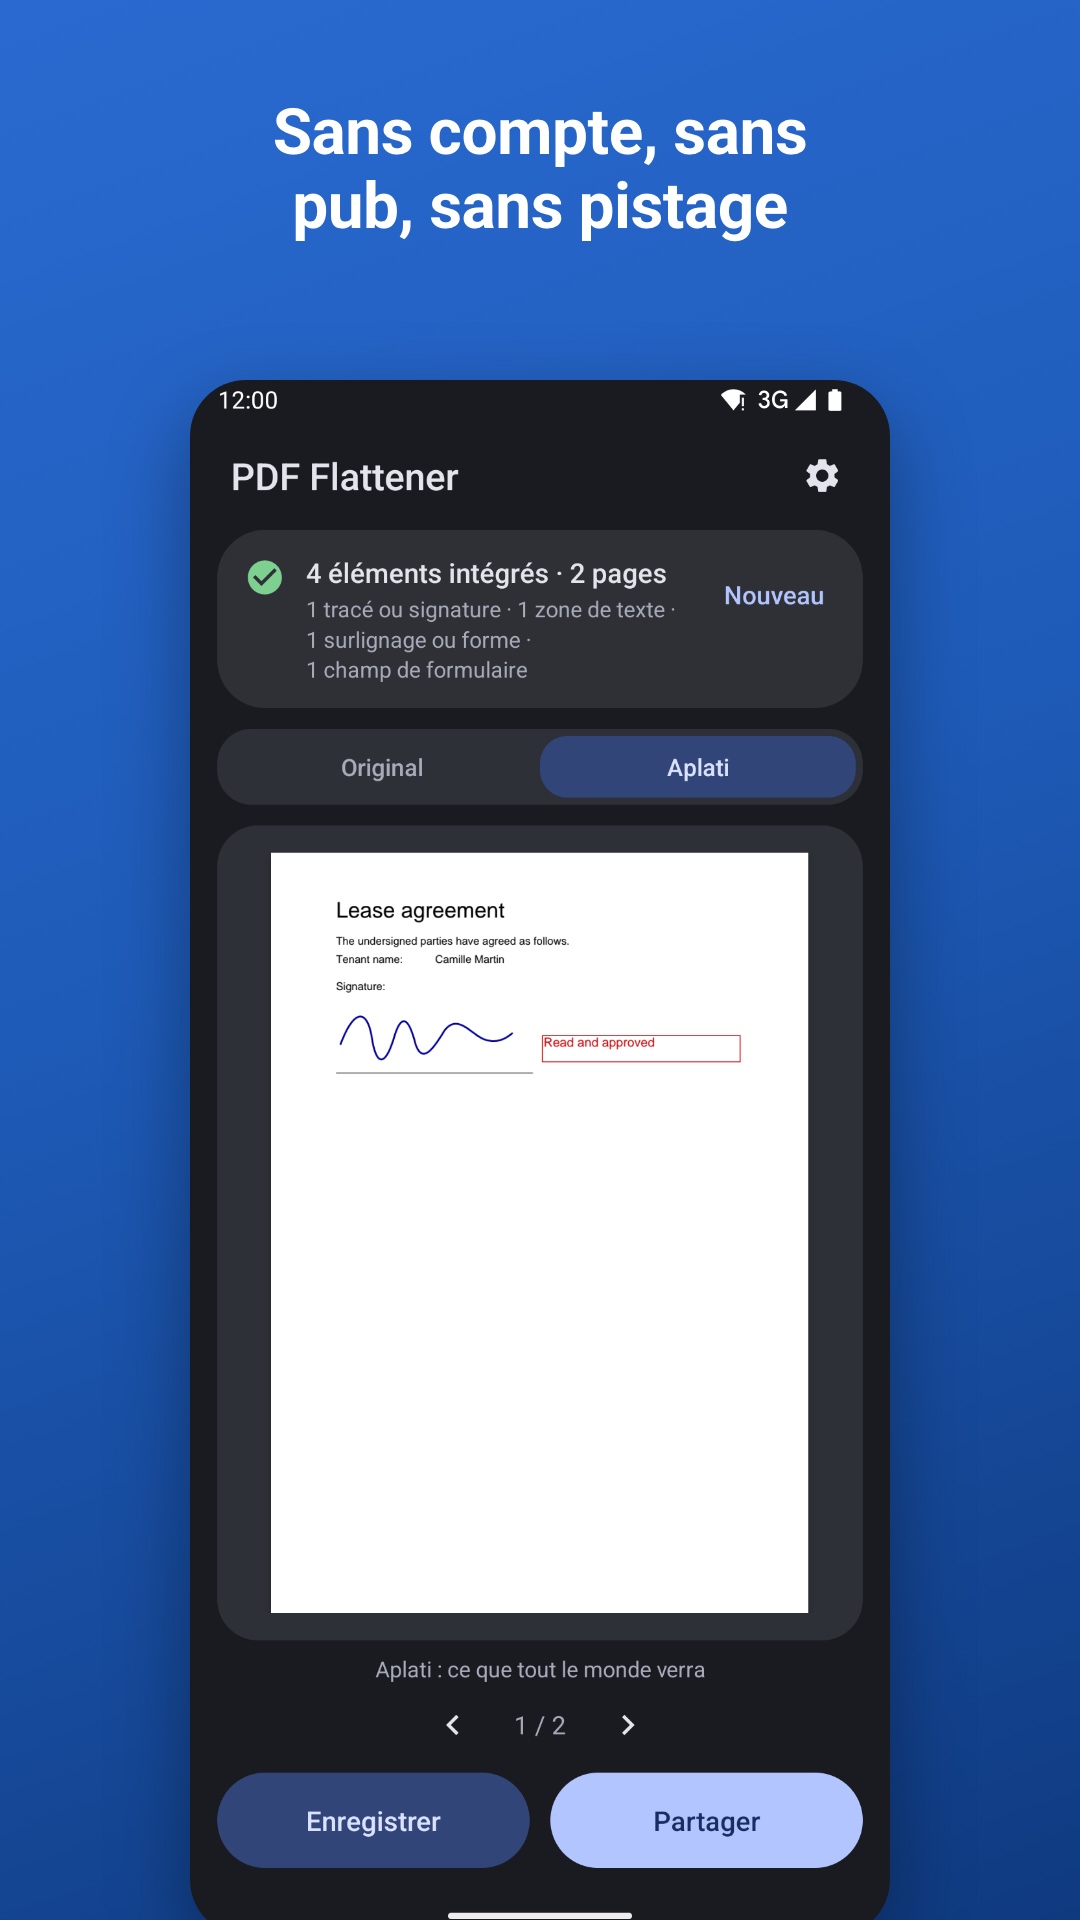 Sans compte, sans
pub, sans pistage
12:00
3G
PDF Flattener
4 éléments intégrés · 2 pages
1 tracé ou signature · 1 zone de texte ·
1 surlignage ou forme ·
1 champ de formulaire
Nouveau
Original
Aplati
Lease agreement
The undersigned parties have agreed as follows.
Tenant name: Camille Martin
Signature:
Read and approved
Aplati : ce que tout le monde verra
1 / 2
Enregistrer
Partager